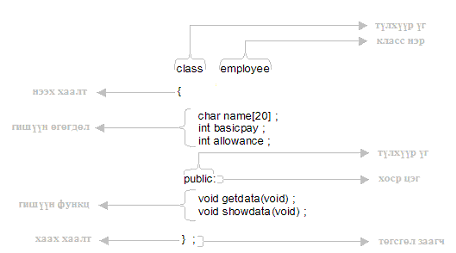 түлхүүр үг
класс нэр
class employee
нээх хаалт {
char name[20] ;
гишүүн өгөгдөл int basicpay ;
int allowance ;
түлхүүр үг
public: хоёр цэг
void getdata(void) ;
гишүүн функц
void showdata(void) ;
хаах хаалт } ; төгсгөл заагч